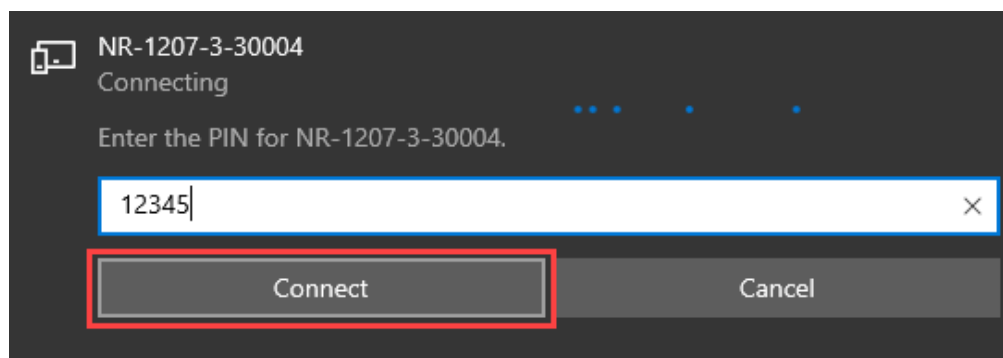 NR-1207-3-30004
Connecting
Enter the PIN for NR-1207-3-30004.
12345
Connect Cancel